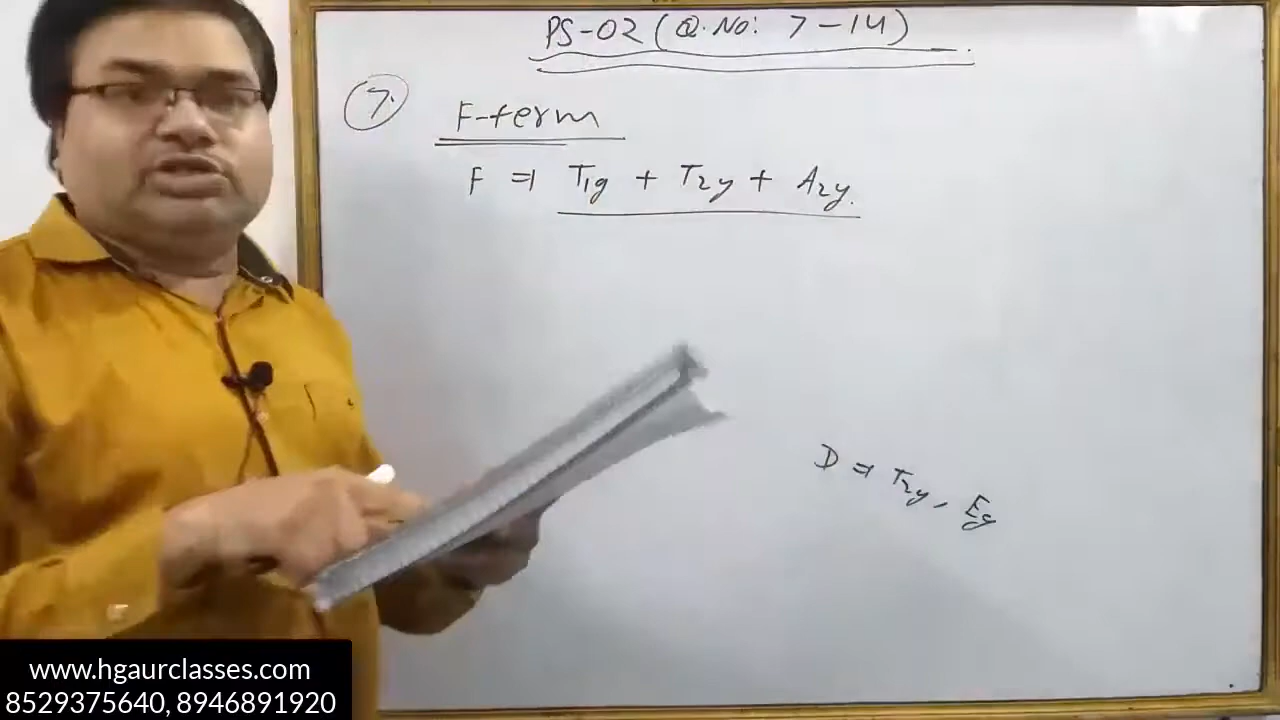 PS-02 (Q.No: 7-14)
7.
F-term
F ⇒ T1g + T2g + A2g.
D ⇒ T2g, Eg
www.hgaurclasses.com
8529375640, 8946891920